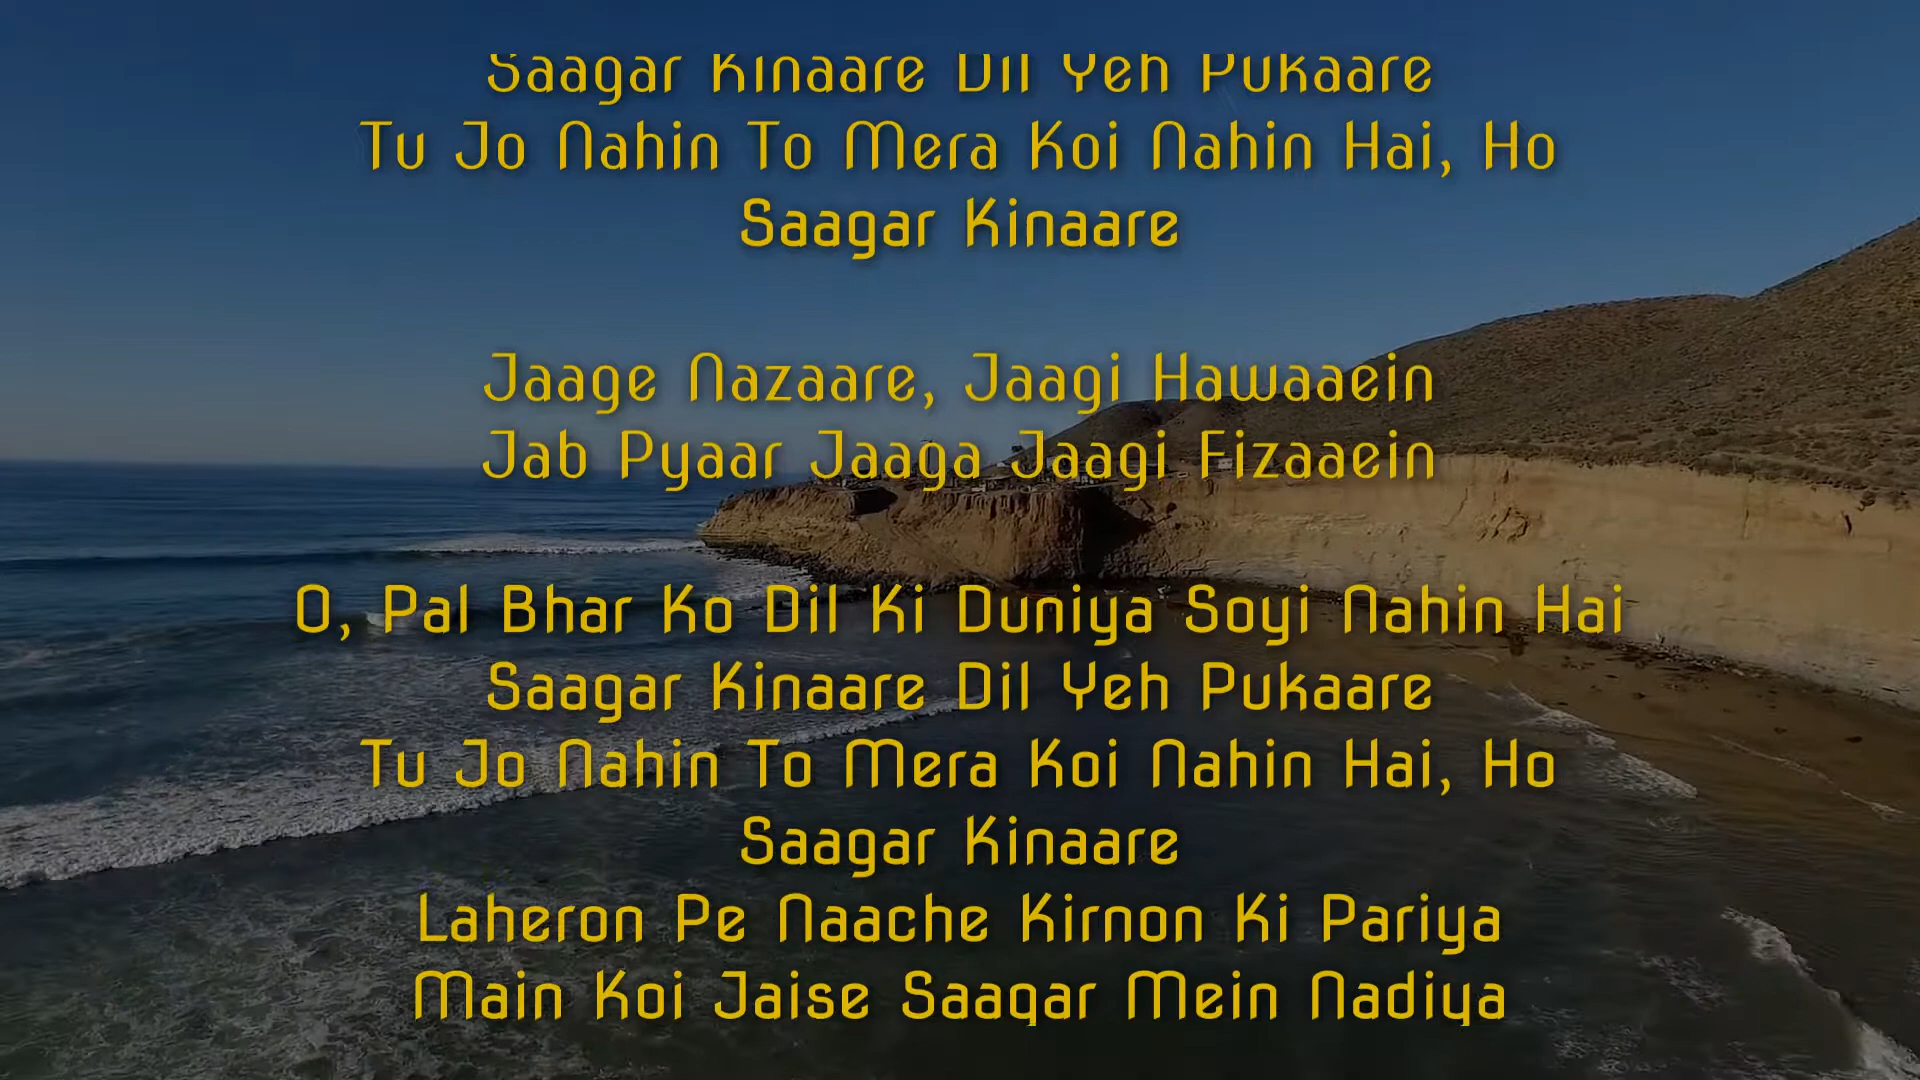 Saagar Kinaare Dil Yeh Pukaare
Tu Jo Nahin To Mera Koi Nahin Hai, Ho
Saagar Kinaare
Jaage Nazaare, Jaagi Hawaaein
Jab Pyaar Jaaga Jaagi Fizaaein
O, Pal Bhar Ko Dil Ki Duniya Soyi Nahin Hai
Saagar Kinaare Dil Yeh Pukaare
Tu Jo Nahin To Mera Koi Nahin Hai, Ho
Saagar Kinaare
Laheron Pe Naache Kirnon Ki Pariya
Main Koi Jaise Saagar Mein Nadiya